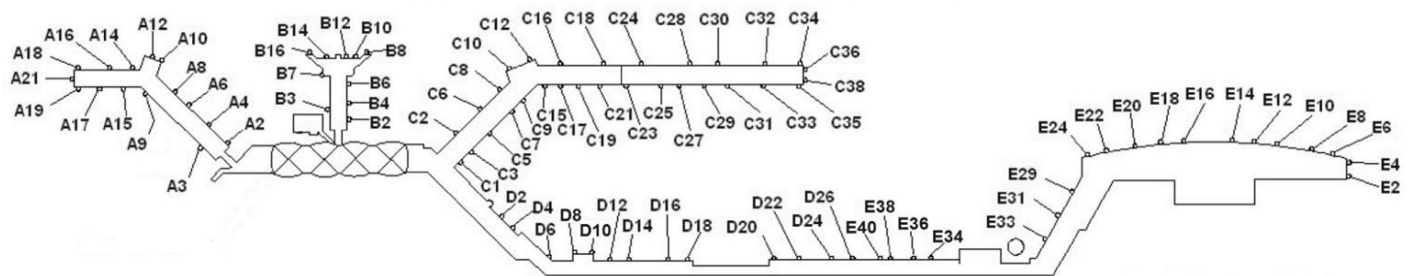 A12
A16 A14 A10
A18
A21
A8
A6
A19
A4
A17 A15
A2
A9
A3
B12
B14 B10
B16 B8
B7
B6
B3
B4
B2
C12 C16 C18 C24 C28 C30 C32 C34
C10
C36
C8
C38
C6
C2
C15 C21 C25
C9 C17 C23 C29 C31 C33 C35
C7 C19 C27
C5
C3
C1
D2
D4
D8 D12 D16 D22 D26 E38
D6 D10 D14 D18 D20 D24 E40 E36 E34
E20 E18 E16 E14 E12 E10 E8
E24 E22 E6
E4
E29
E2
E31
E33